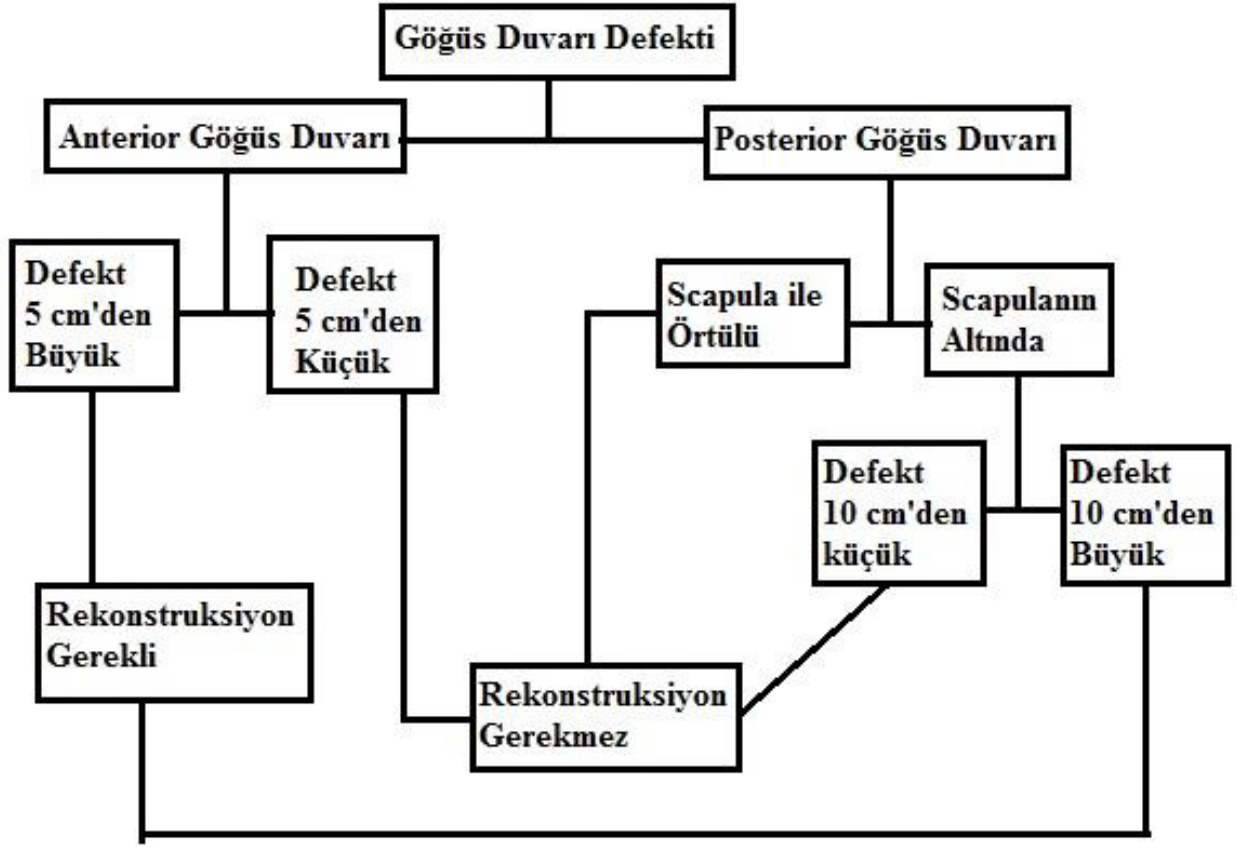 Göğüs Duvarı Defekti
Anterior Göğüs Duvarı
Posterior Göğüs Duvarı
Defekt
5 cm'den
Büyük
Defekt
5 cm'den
Küçük
Scapula ile
Örtülü
Scapulanın
Altında
Defekt
10 cm'den
küçük
Defekt
10 cm'den
Büyük
Rekonstruksiyon
Gerekli
Rekonstruksiyon
Gerekmez